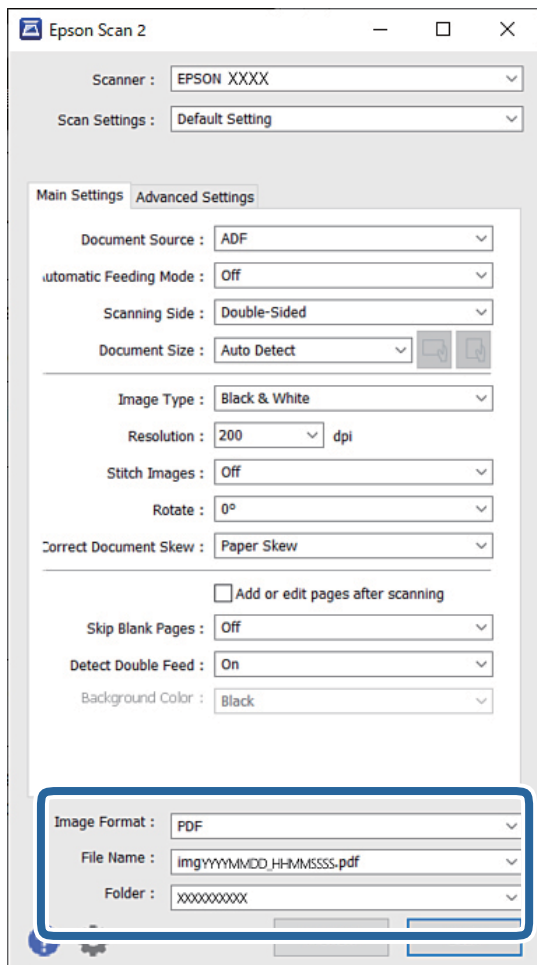 Epson Scan 2
Scanner : EPSON XXXX
Scan Settings : Default Setting
Main Settings Advanced Settings
Document Source : ADF
utomatic Feeding Mode : Off
Scanning Side : Double-Sided
Document Size : Auto Detect
Image Type : Black & White
Resolution : 200 dpi
Stitch Images : Off
Rotate : 0°
Correct Document Skew : Paper Skew
Add or edit pages after scanning
Skip Blank Pages : Off
Detect Double Feed : On
Background Color : Black
Image Format : PDF
File Name : imgYYYYMMDD_HHMMSSSS.pdf
Folder : XXXXXXXXXX